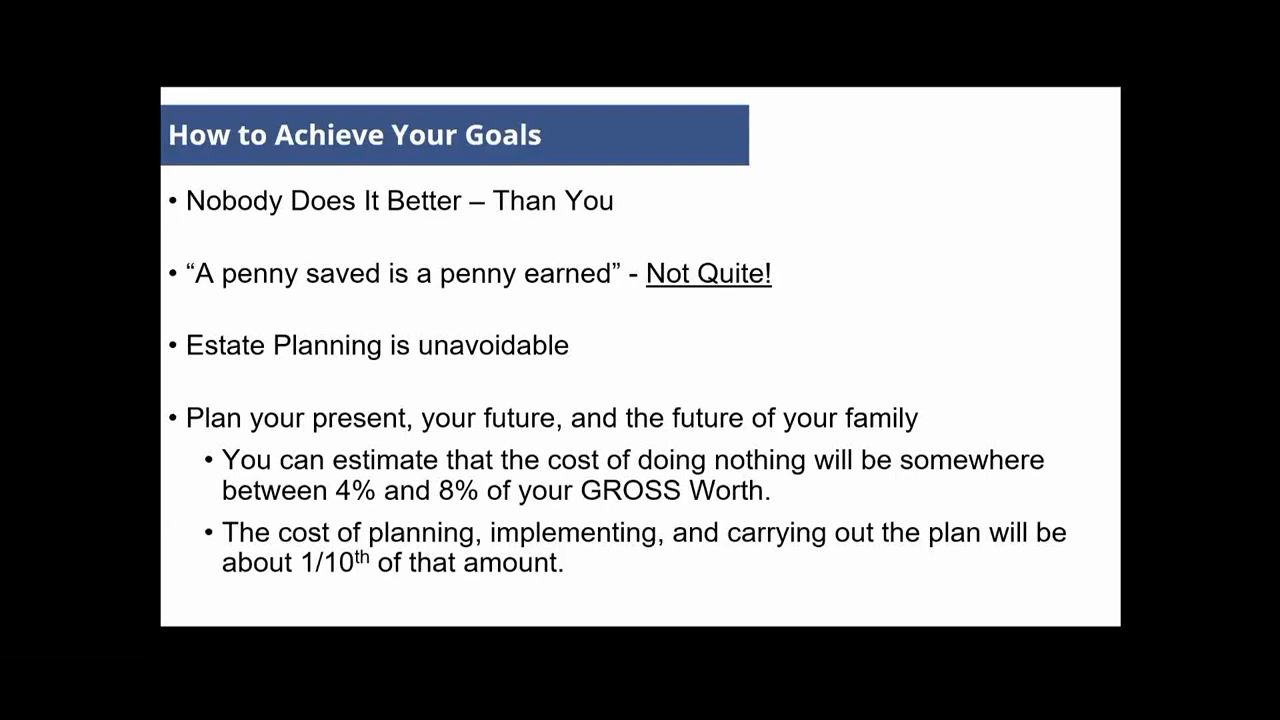 How to Achieve Your Goals
• Nobody Does It Better – Than You
• “A penny saved is a penny earned” - Not Quite!
• Estate Planning is unavoidable
• Plan your present, your future, and the future of your family
• You can estimate that the cost of doing nothing will be somewhere
between 4% and 8% of your GROSS Worth.
• The cost of planning, implementing, and carrying out the plan will be
about 1/10th of that amount.